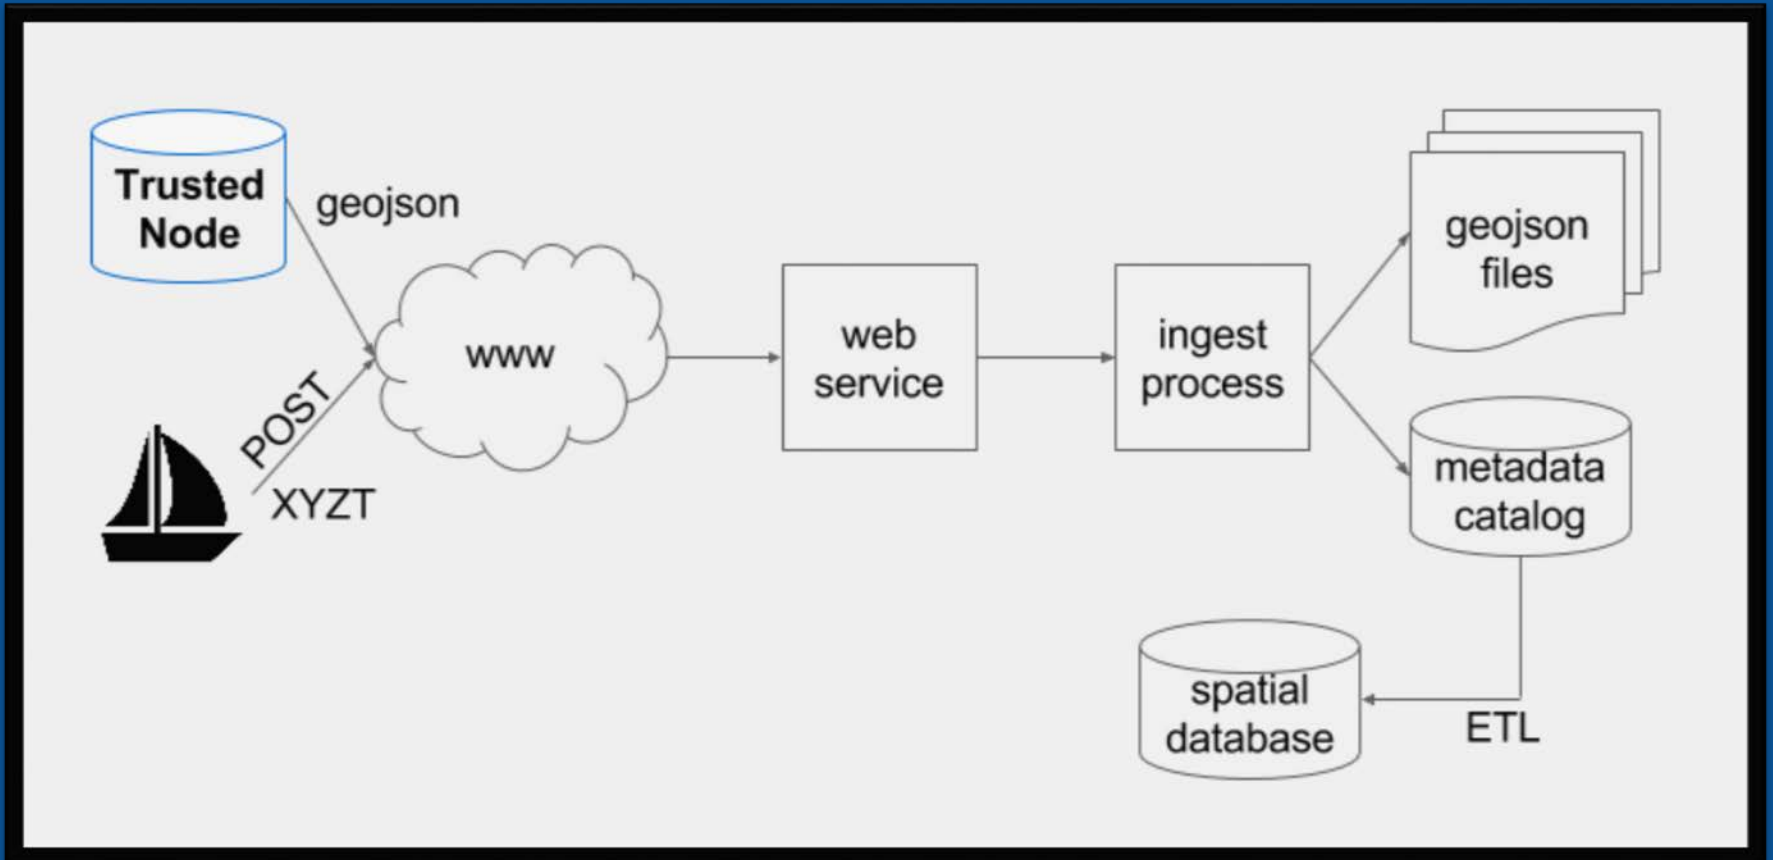 Trusted
Node
geojson
POST
XYZT
www
web
service
ingest
process
geojson
files
metadata
catalog
spatial
database
ETL